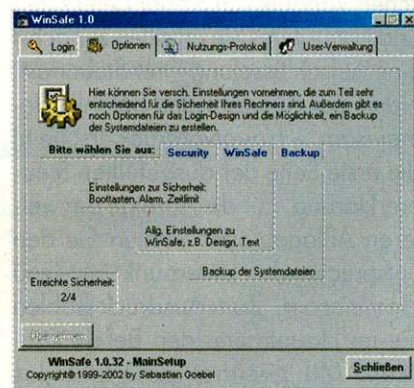 WinSafe 1.0
Login Optionen Nutzungs-Protokoll User-Verwaltung
Hier können Sie versch. Einstellungen vornehmen, die zum Teil sehr
entscheidend für die Sicherheit Ihres Rechners sind. Außerdem gibt es
noch Optionen für das Login-Design und die Möglichkeit, ein Backup
der Systemdateien zu erstellen.
Bitte wählen Sie aus: Security WinSafe Backup
Einstellungen zur Sicherheit:
Boottasten, Alarm, Zeitlimit
Allg. Einstellungen zu
WinSafe, z.B. Design, Text
Backup der Systemdateien
Erreichte Sicherheit:
2/4
Übernehmen
WinSafe 1.0.32 - MainSetup
Copyright© 1999-2002 by Sebastian Goebel
Schließen